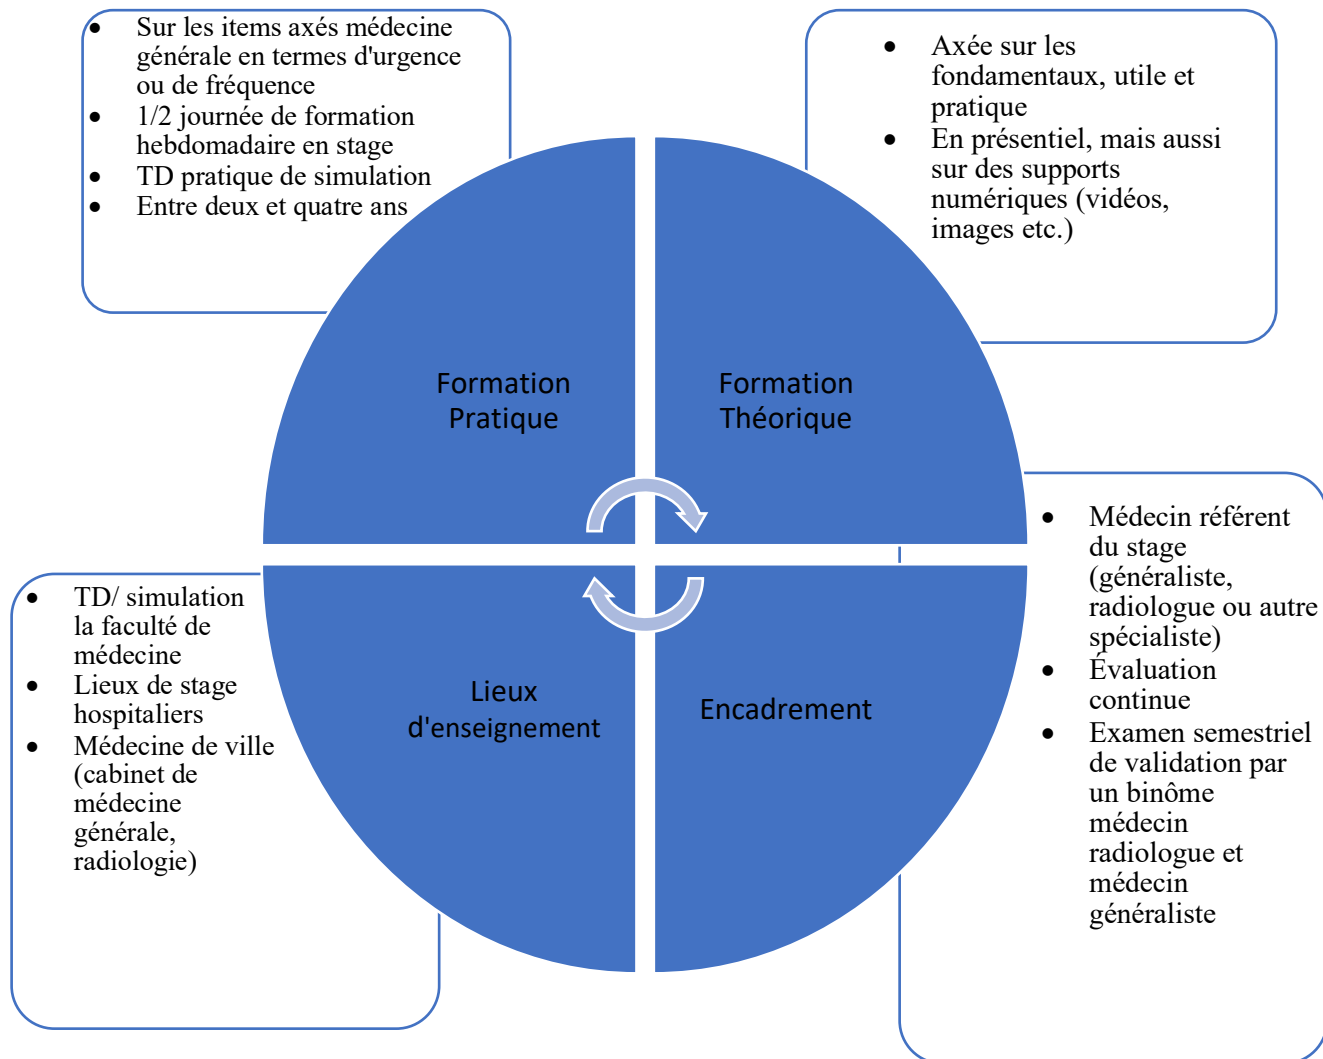 • Sur les items axés médecine
générale en termes d'urgence
ou de fréquence
• 1/2 journée de formation
hebdomadaire en stage
• TD pratique de simulation
• Entre deux et quatre ans
• Axée sur les
fondamentaux, utile et
pratique
• En présentiel, mais aussi
sur des supports
numériques (vidéos,
images etc.)
Formation
Pratique
Formation
Théorique
• TD/ simulation
la faculté de
médecine
• Lieux de stage
hospitaliers
• Médecine de ville
(cabinet de
médecine
générale,
radiologie)
Lieux
d'enseignement
Encadrement
• Médecin référent
du stage
(généraliste,
radiologue ou autre
spécialiste)
• Évaluation
continue
• Examen semestriel
de validation par
un binôme
médecin
radiologue et
médecin
généraliste